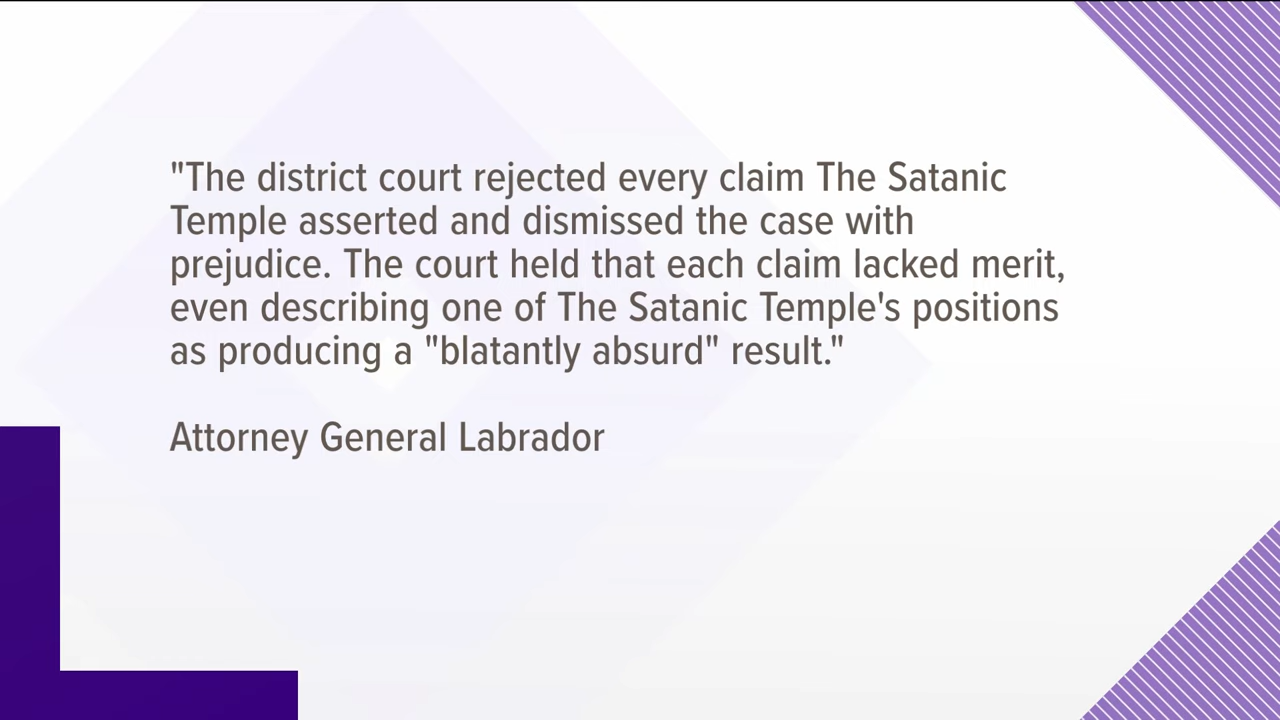 "The district court rejected every claim The Satanic
Temple asserted and dismissed the case with
prejudice. The court held that each claim lacked merit,
even describing one of The Satanic Temple's positions
as producing a "blatantly absurd" result."
Attorney General Labrador